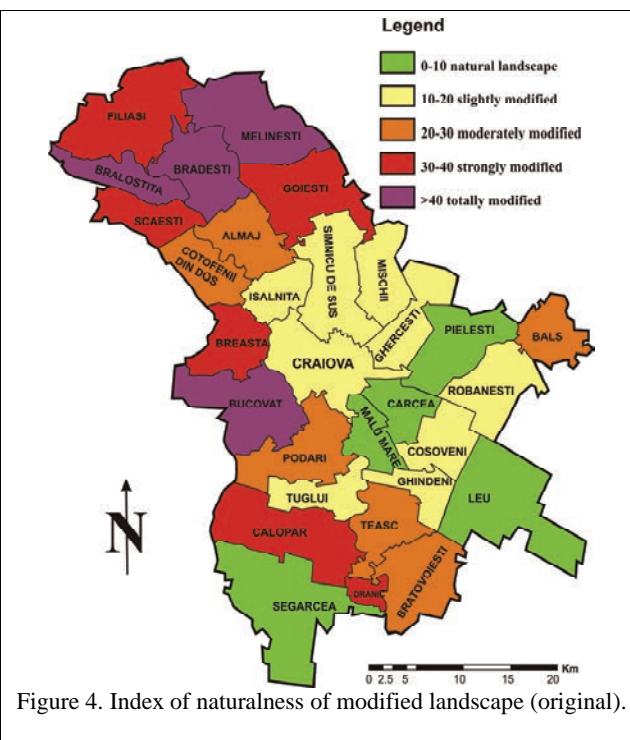 Legend
0-10 natural landscape
10-20 slightly modified
20-30 moderately modified
30-40 strongly modified
>40 totally modified
FILIASI
MELINESTI
BRADESTI
BRALOSTITA
GOIESTI
SCAESTI
ALMAJ
SIMNICU DE SUS
MISCHII
COTOFENII
DIN DOS
ISALNITA
GHERCESTI
PIELESTI
BALS
BREASTA
CRAIOVA
ROBANESTI
BUCOVAT
CARCEA
MALU MARE
COSOVENI
PODARI
GHINDENI
TUGLUI
LEU
TEASC
CALOPAR
N
BRATOVOIESTI
DRANIC
SEGARCEA
0 2.5 5 10 15 20 Km
Figure 4. Index of naturalness of modified landscape (original).